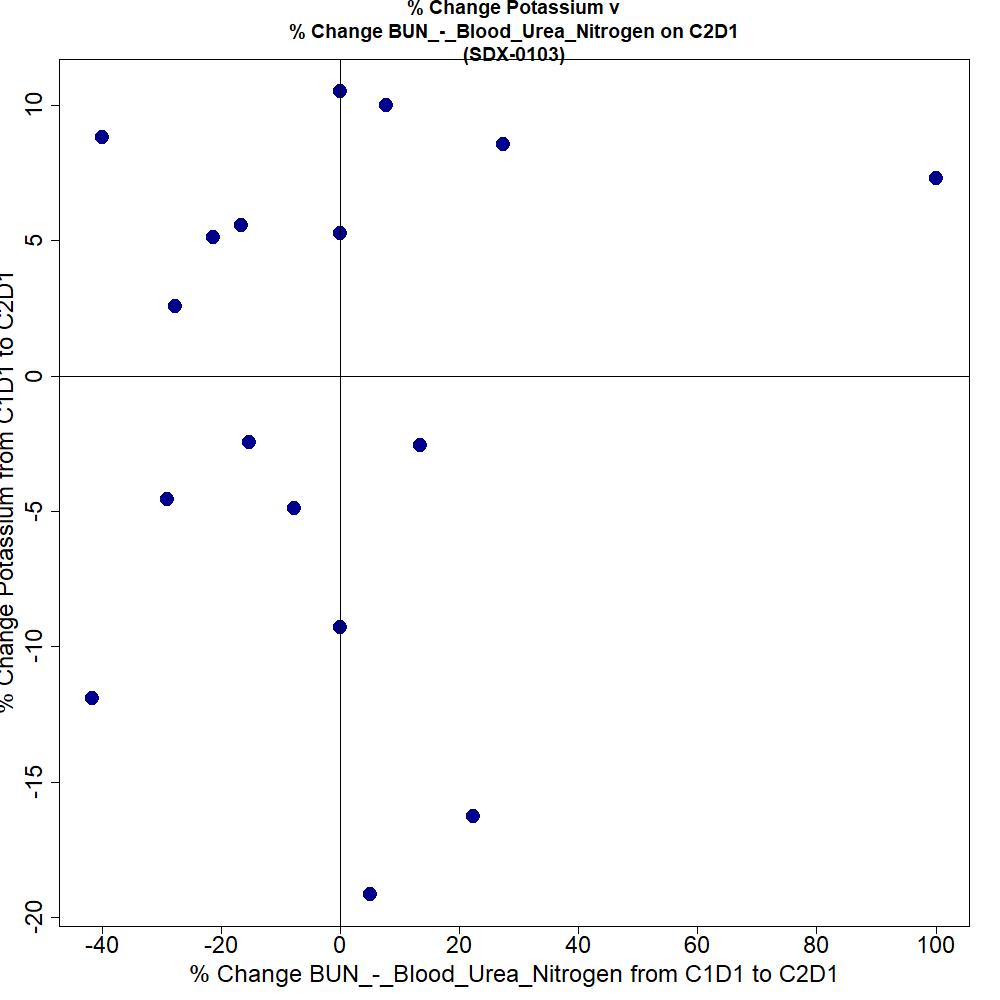 % Change Potassium v
% Change BUN_-_Blood_Urea_Nitrogen on C2D1
(SDX-0103)
% Change Potassium from C1D1 to C2D1
10
5
0
-5
-10
-15
-20
-40 -20 0 20 40 60 80 100
% Change BUN_-_Blood_Urea_Nitrogen from C1D1 to C2D1